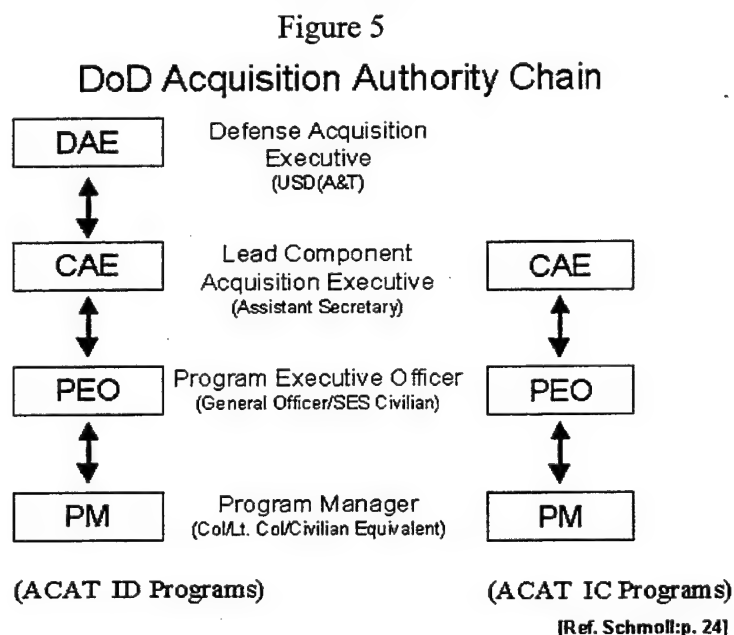 Figure 5
DoD Acquisition Authority Chain
DAE
Defense Acquisition
Executive
(USD(A&T)
CAE
Lead Component
Acquisition Executive
(Assistant Secretary)
CAE
PEO
Program Executive Officer
(General Officer/SES Civilian)
PEO
PM
Program Manager
(Col/Lt. Col/Civilian Equivalent)
PM
(ACAT ID Programs)
(ACAT IC Programs)
[Ref. Schmoll:p. 24]